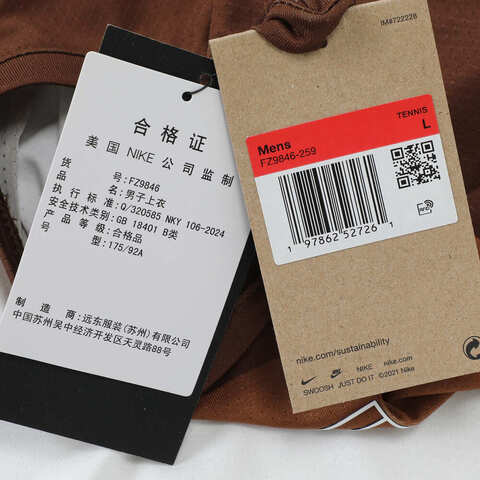 合格证
美国 NIKE 公司监制
货号: FZ9846
品名: 男子上衣
执行标准: Q/320585 NKY 106-2024
安全技术类别: GB 18401 B类
产品等级: 合格品
型: 175/92A
制造商: 远东服装(苏州)有限公司
中国苏州吴中经济开发区天灵路88号
IM#722228
TENNIS
Mens
L
FZ9846-259
1 97862 52726
nike.com/sustainability
NIKE nike.com
SWOOSH JUST DO IT ©2021 Nike